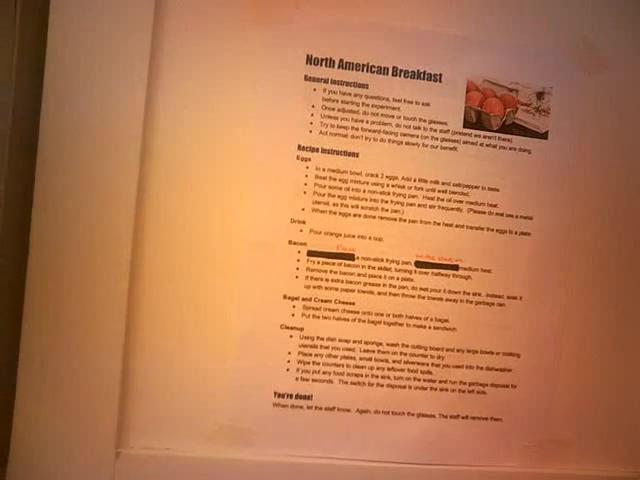 North American Breakfast
General Instructions
If you have any questions, feel free to ask
before starting the experiment.
Once adjusted, do not move or touch the glasses.
Unless you have a problem, do not talk to the staff (pretend we aren't there).
Try to keep the forward-facing camera (on the glasses) aimed at what you are doing.
Act normal; don't try to do things slowly for our benefit.
Recipe Instructions
Eggs
In a medium bowl, crack 2 eggs. Add a little milk and salt/pepper to taste.
Beat the egg mixture using a whisk or fork until well blended.
Pour some oil into a non-stick frying pan. Heat the oil over medium heat.
Pour the egg mixture into the frying pan and stir frequently. (Please do not use a metal
utensil, as this will scratch the pan.)
When the eggs are done remove the pan from the heat and transfer the eggs to a plate
Drink
Pour orange juice into a cup.
Bacon
a non-stick frying pan, medium heat.
Fry a piece of bacon in the skillet, turning it over halfway through.
Remove the bacon and place it on a plate.
If there is extra bacon grease in the pan, do not pour it down the sink. Instead, soak it
up with some paper towels, and then throw the towels away in the garbage can
Bagel and Cream Cheese
Spread cream cheese onto one or both halves of a bagel.
Put the two halves of the bagel together to make a sandwich
Cleanup
Using the dish soap and sponge, wash the cutting board and any large bowls or cooking
utensils that you used. Leave them on the counter to dry
Place any other plates, small bowls, and silverware that you used into the dishwasher
Wipe the counters to clean up any leftover food spills.
If you put any food scraps in the sink, turn on the water and run the garbage disposal for
a few seconds. The switch for the disposal is under the sink on the left side.
You're done!
When done, let the staff know. Again, do not touch the glasses. The staff will remove them.